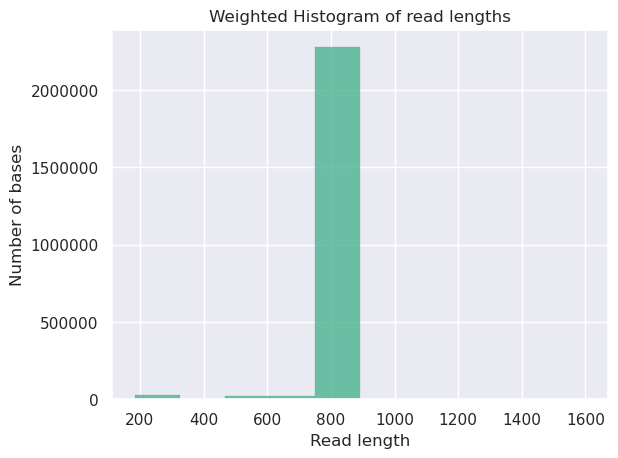 Weighted Histogram of read lengths
Number of bases
2000000
1500000
1000000
500000
0
200 400 600 800 1000 1200 1400 1600
Read length